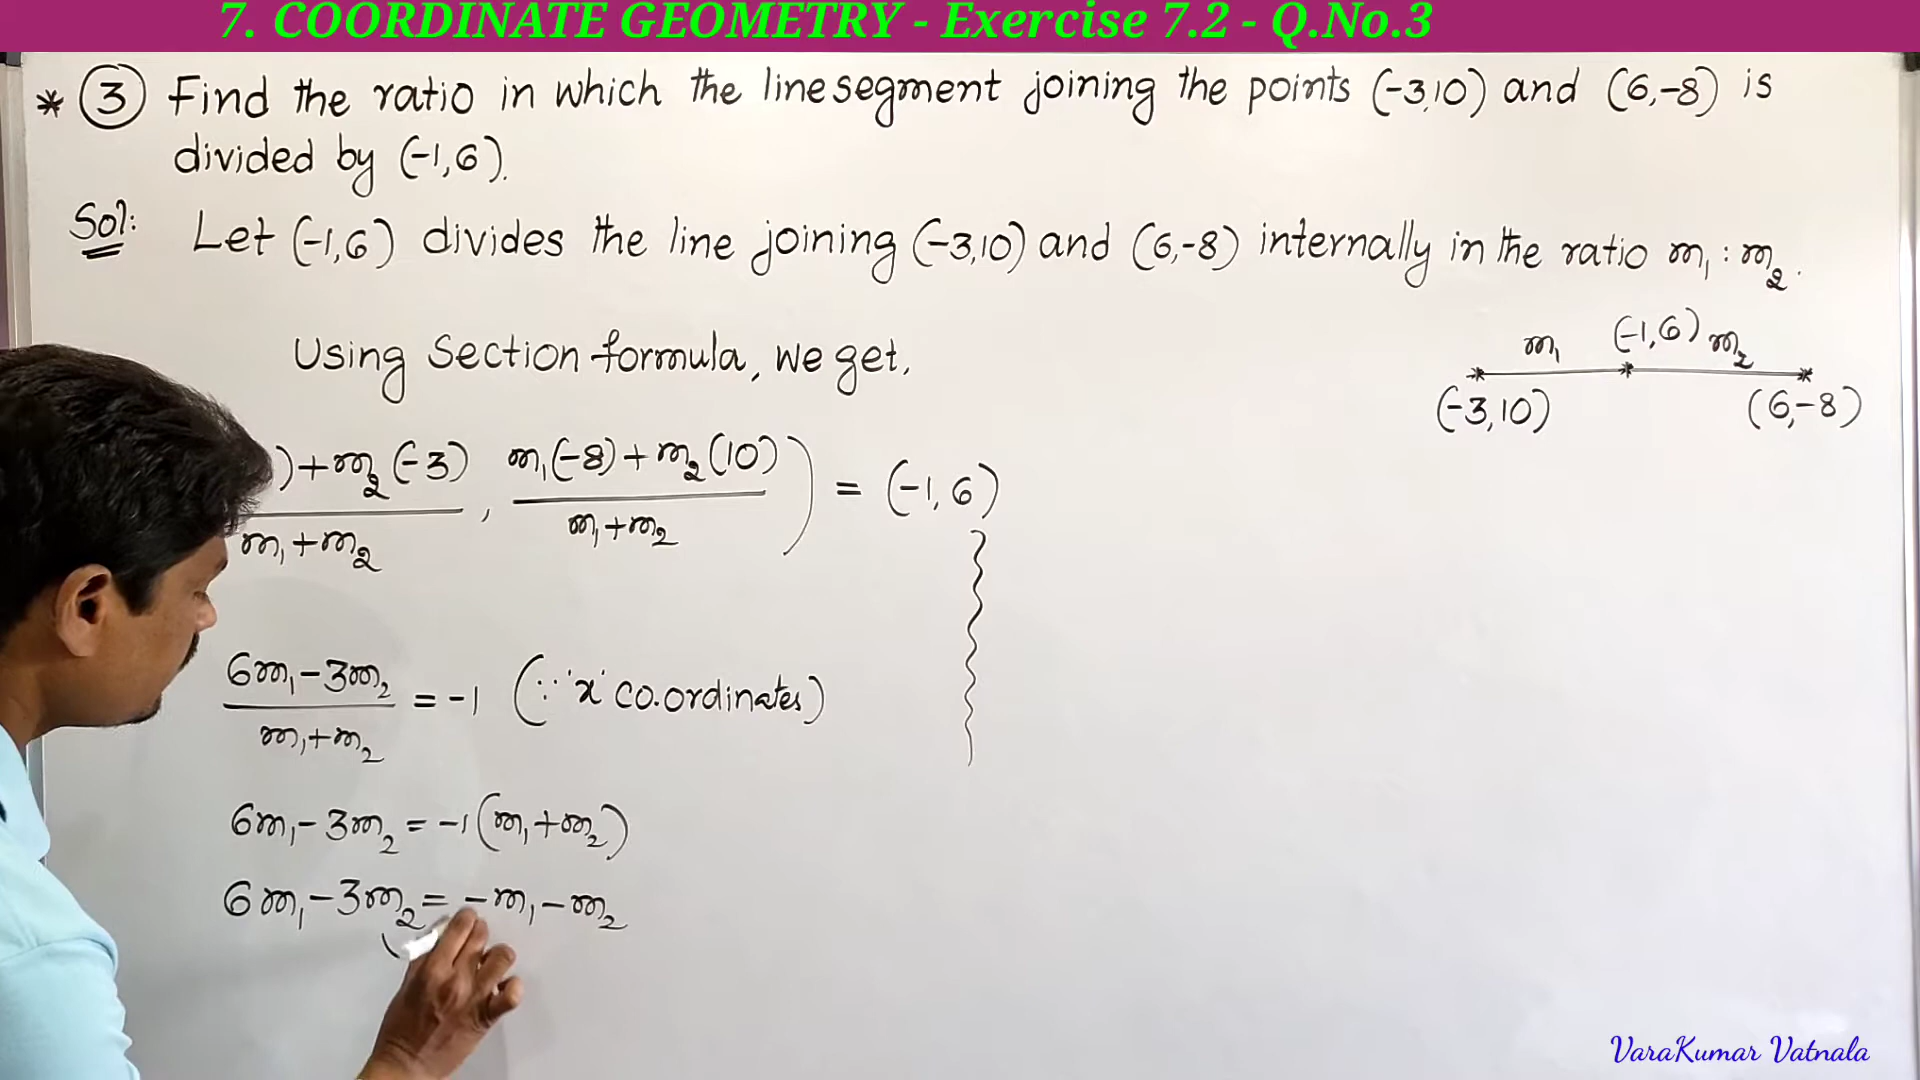 7. COORDINATE GEOMETRY - Exercise 7.2 - Q.No.3
* ③ Find the ratio in which the line segment joining the points (-3,10) and (6,-8) is
divided by (-1,6).
Sol: Let (-1,6) divides the line joining (-3,10) and (6,-8) internally in the ratio m₁ : m₂.
m₁ (-1,6) m₂
(-3,10) (6,-8)
Using Section formula, we get,
)+m₂(-3) , m₁(-8)+m₂(10) ) = (-1,6)
m₁+m₂ m₁+m₂
6m₁-3m₂
= -1 (∵ 'x' co.ordinates)
m₁+m₂
6m₁-3m₂ = -1(m₁+m₂)
6m₁-3m₂ = -m₁-m₂
VaraKumar Vatnala